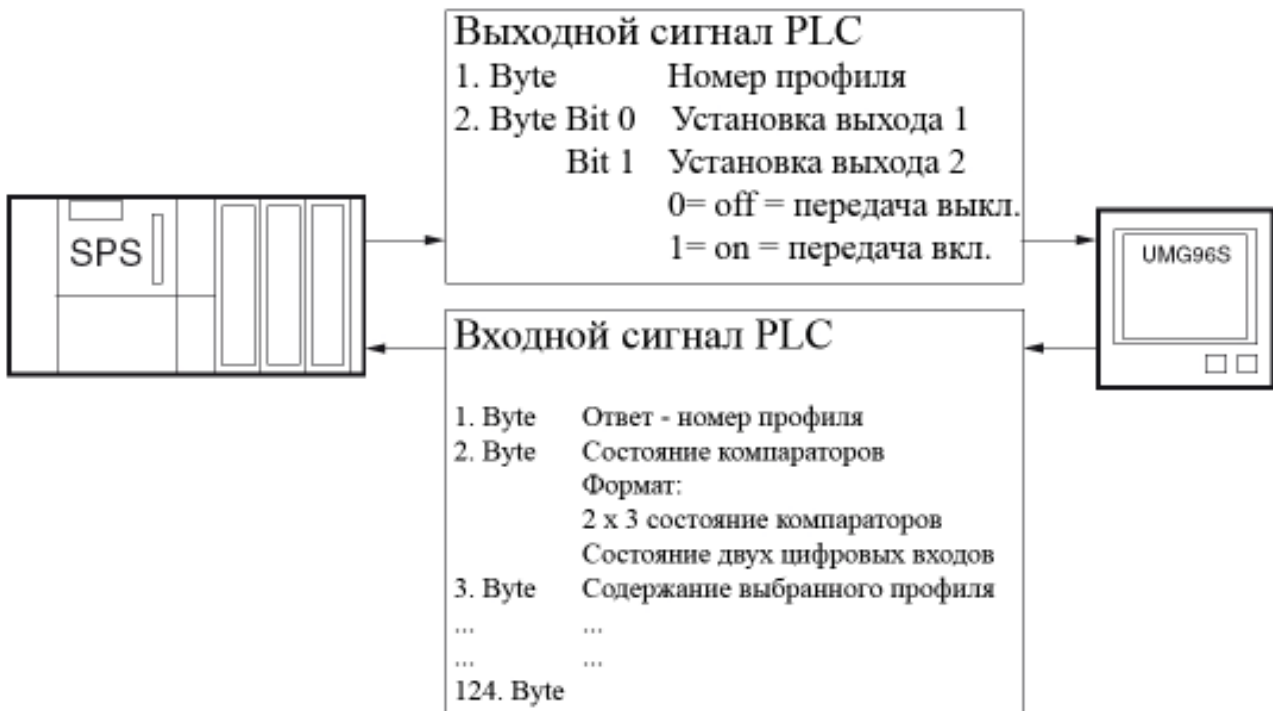 Выходной сигнал PLC
1. Byte Номер профиля
2. Byte Bit 0 Установка выхода 1
Bit 1 Установка выхода 2
0= off = передача выкл.
1= on = передача вкл.
SPS
UMG96S
Входной сигнал PLC
1. Byte Ответ - номер профиля
2. Byte Состояние компараторов
Формат:
2 x 3 состояние компараторов
Состояние двух цифровых входов
3. Byte Содержание выбранного профиля
... ...
... ...
124. Byte